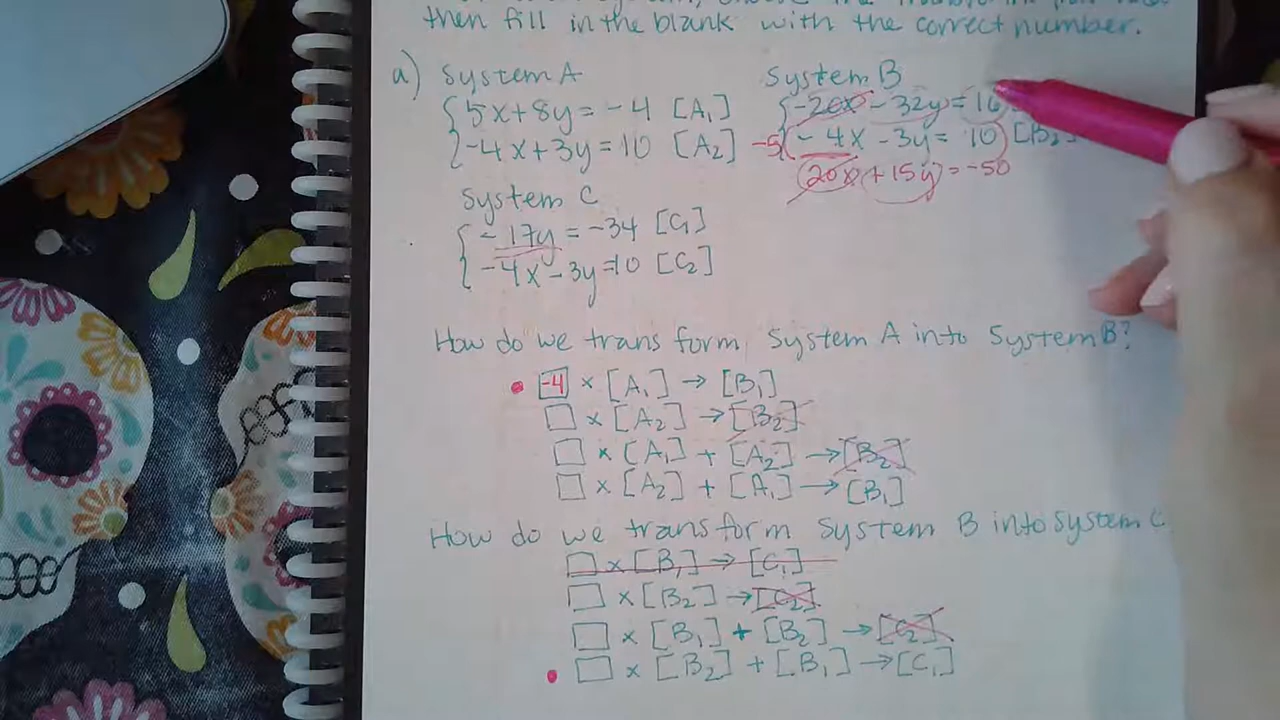 then fill in the blank with the correct number.
a) System A
5x+8y=-4 [A₁]
-4x+3y=10 [A₂]
System B
-20x-32y=16
-5(-4x-3y=10) [B₂]
20x+15y=-50
System C
-17y=-34 [C₁]
-4x-3y=10 [C₂]
How do we transform System A into System B?
• -4 × [A₁] → [B₁]
□ × [A₂] → [B₂]
□ × [A₁] + [A₂] → [B₂]
□ × [A₂] + [A₁] → [B₁]
How do we transform System B into System C
□ × [B₁] → [C₁]
□ × [B₂] → [C₂]
□ × [B₁] + [B₂] → [C₂]
• □ × [B₂] + [B₁] → [C₁]